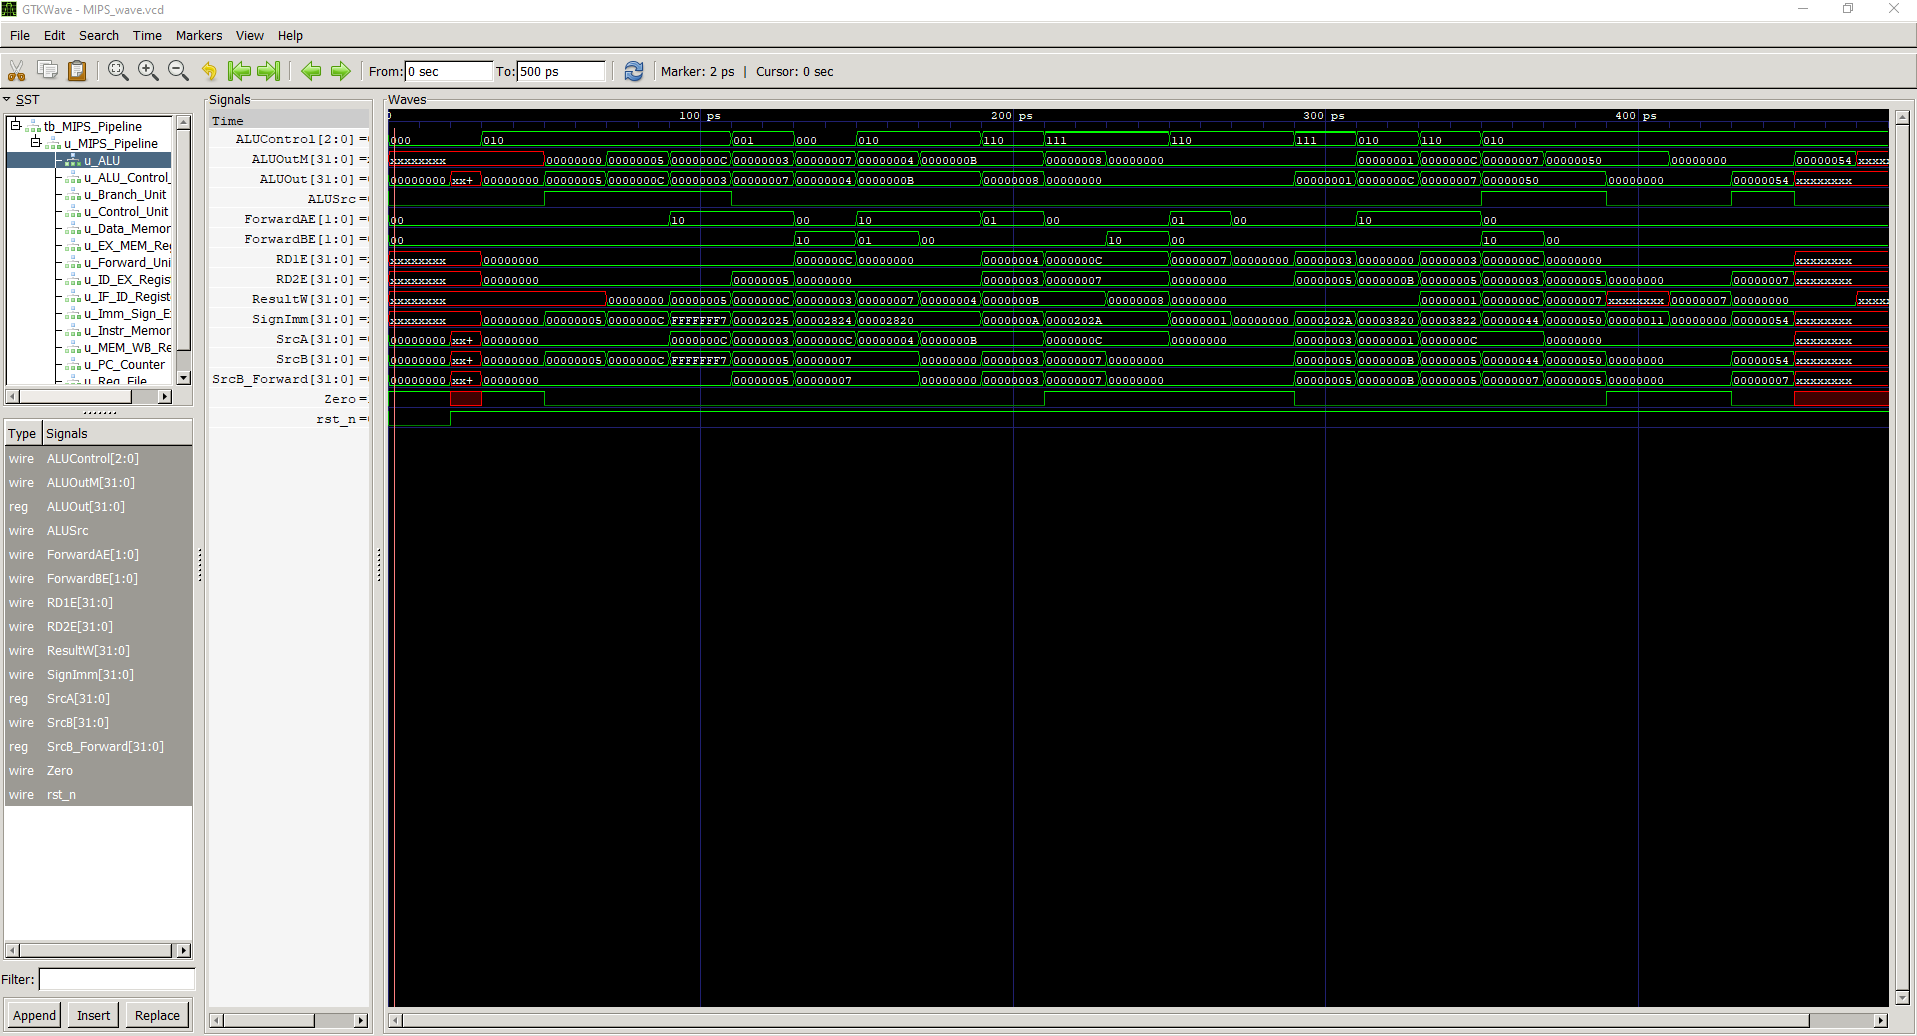 GTKWave - MIPS_wave.vcd
File Edit Search Time Markers View Help
From: 0 sec To: 500 ps Marker: 2 ps | Cursor: 0 sec
SST
tb_MIPS_Pipeline
u_MIPS_Pipeline
u_ALU
u_ALU_Control_
u_Branch_Unit
u_Control_Unit
u_Data_Memor
u_EX_MEM_Re
u_Forward_Uni
u_ID_EX_Regis
u_IF_ID_Regist
u_Imm_Sign_E
u_Instr_Memor
u_MEM_WB_Re
u_PC_Counter
u_Reg_File
Type Signals
wire ALUControl[2:0]
wire ALUOutM[31:0]
reg ALUOut[31:0]
wire ALUSrc
wire ForwardAE[1:0]
wire ForwardBE[1:0]
wire RD1E[31:0]
wire RD2E[31:0]
wire ResultW[31:0]
wire SignImm[31:0]
reg SrcA[31:0]
wire SrcB[31:0]
reg SrcB_Forward[31:0]
wire Zero
wire rst_n
Filter:
Append Insert Replace
Signals
Waves
Time 0 100 ps 200 ps 300 ps 400 ps
ALUControl[2:0] = 000 010 001 000 010 110 111 110 111 010 110 010
ALUOutM[31:0] = xxxxxxxx 00000000 00000005 0000000C 00000003 00000007 00000004 0000000B 00000008 00000000 00000001 0000000C 00000007 00000050 00000000 00000054 xxxxx
ALUOut[31:0] = 00000000 xx+ 00000000 00000005 0000000C 00000003 00000007 00000004 0000000B 00000008 00000000 00000001 0000000C 00000007 00000050 00000000 00000054 xxxxxxxx
ALUSrc =
ForwardAE[1:0] = 00 10 00 10 01 00 01 00 10 00
ForwardBE[1:0] = 00 10 01 00 10 00 10 00
RD1E[31:0] = xxxxxxxx 00000000 0000000C 00000000 00000004 0000000C 00000007 00000000 00000003 00000000 00000003 0000000C 00000000 xxxxxxxx
RD2E[31:0] = xxxxxxxx 00000000 00000005 00000000 00000003 00000007 00000000 00000005 00000000 00000005 00000003 00000005 00000000 00000007 xxxxxxxx
ResultW[31:0] = xxxxxxxx 00000000 00000005 0000000C 00000003 00000007 00000004 0000000B 00000008 00000000 00000001 0000000C 00000007 xxxxxxxx 00000007 00000000 xxxxx
SignImm[31:0] = xxxxxxxx 00000000 00000005 0000000C FFFFFFF7 00002025 00002824 00002820 0000000A 0000202A 00000001 00000000 0000202A 00003820 00003822 00000044 00000050 00000011 00000000 00000054 xxxxxxxx
SrcA[31:0] = 00000000 xx+ 00000000 0000000C 00000003 0000000C 00000004 0000000B 0000000C 00000000 00000003 00000001 0000000C 00000000 xxxxxxxx
SrcB[31:0] = 00000000 xx+ 00000000 00000005 0000000C FFFFFFF7 00000005 00000007 00000000 00000003 00000007 00000000 00000005 0000000B 00000005 00000044 00000050 00000000 00000054 xxxxxxxx
SrcB_Forward[31:0] = 00000000 xx+ 00000000 00000005 00000007 00000000 00000003 00000007 00000000 00000005 0000000B 00000005 00000007 00000005 00000000 00000007 xxxxxxxx
Zero =
rst_n =